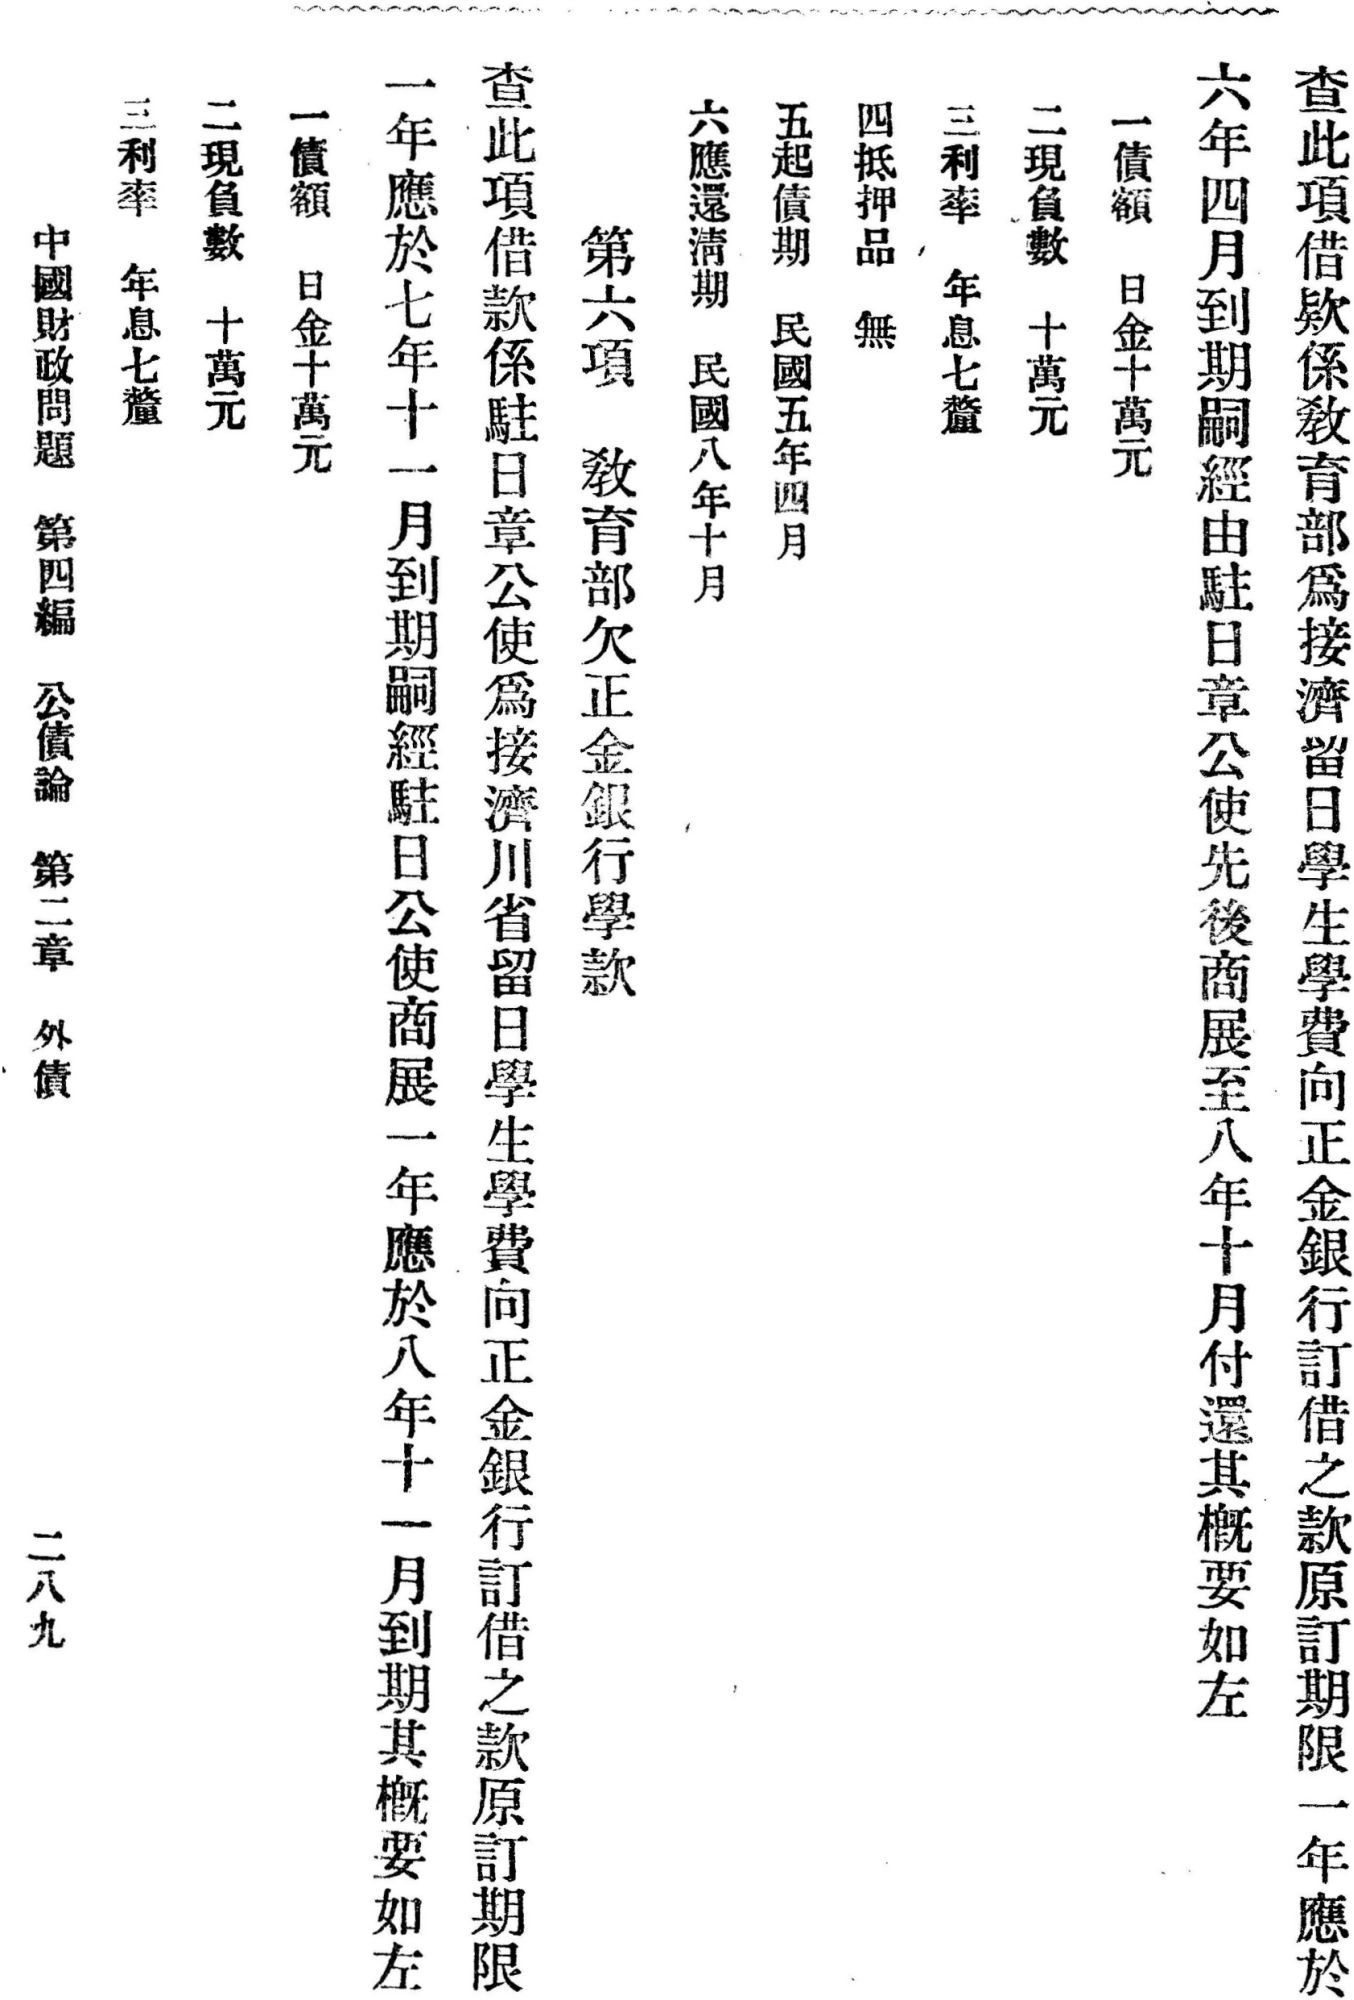 查此項借欵係教育部爲接濟留日學生學費向正金銀行訂借之款原訂期限一年應於
六年四月到期嗣經由駐日章公使先後商展至八年十月付還其槪要如左
一債額　日金十萬元
二現負數　十萬元
三利率　年息七釐
四抵押品　無
五起債期　民國五年四月
六應還清期　民國八年十月
第六項　敎育部欠正金銀行學款
查此項借款係駐日章公使爲接濟川省留日學生學費向正金銀行訂借之款原訂期限
一年應於七年十一月到期嗣經駐日公使商展一年應於八年十一月到期其槪要如左
一債額　日金十萬元
二現負數　十萬元
三利率　年息七釐
中國財政問題　第四編　公債論　第二章　外債　二八九